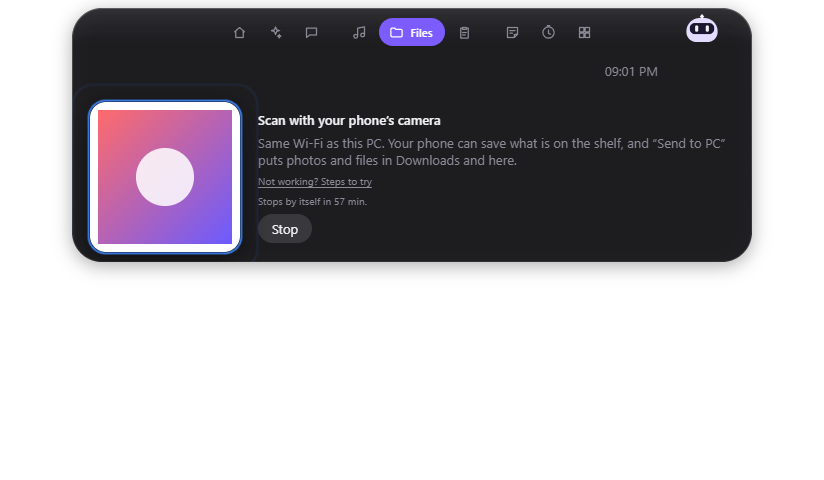 Files
09:01 PM
Scan with your phone’s camera
Same Wi-Fi as this PC. Your phone can save what is on the shelf, and “Send to PC”
puts photos and files in Downloads and here.
Not working? Steps to try
Stops by itself in 57 min.
Stop